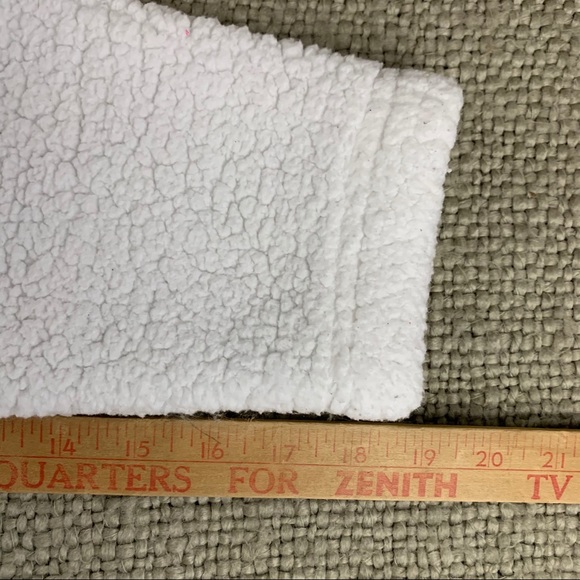 14 15 16 17 18 19 20 21
QUARTERS FOR ZENITH TV